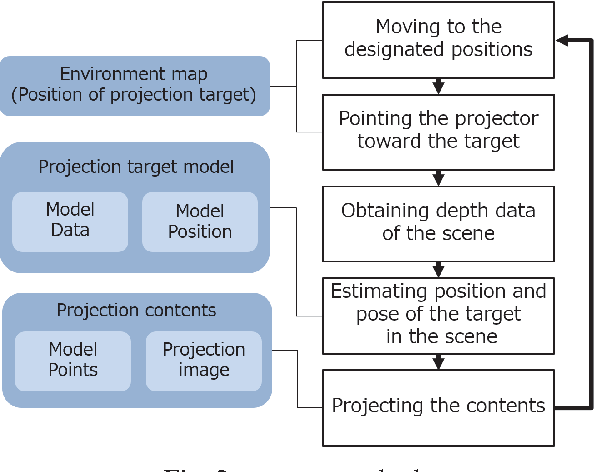 Moving to the
designated positions
Environment map
(Position of projection target)
Pointing the projector
toward the target
Projection target model
Model
Data
Model
Position
Obtaining depth data
of the scene
Estimating position and
pose of the target
in the scene
Projection contents
Model
Points
Projection
image
Projecting the contents